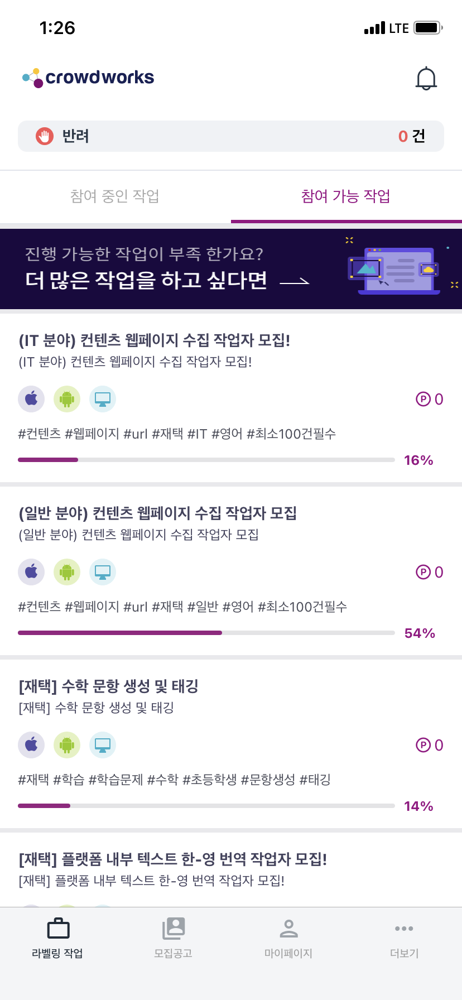 1:26 LTE
crowdworks
반려 0 건
참여 중인 작업 참여 가능 작업
진행 가능한 작업이 부족 한가요?
더 많은 작업을 하고 싶다면
(IT 분야) 컨텐츠 웹페이지 수집 작업자 모집!
(IT 분야) 컨텐츠 웹페이지 수집 작업자 모집!
P 0
#컨텐츠 #웹페이지 #url #재택 #IT #영어 #최소100건필수
16%
(일반 분야) 컨텐츠 웹페이지 수집 작업자 모집
(일반 분야) 컨텐츠 웹페이지 수집 작업자 모집
P 0
#컨텐츠 #웹페이지 #url #재택 #일반 #영어 #최소100건필수
54%
[재택] 수학 문항 생성 및 태깅
[재택] 수학 문항 생성 및 태깅
P 0
#재택 #학습 #학습문제 #수학 #초등학생 #문항생성 #태깅
14%
[재택] 플랫폼 내부 텍스트 한-영 번역 작업자 모집!
[재택] 플랫폼 내부 텍스트 한-영 번역 작업자 모집!
라벨링 작업 모집공고 마이페이지 더보기